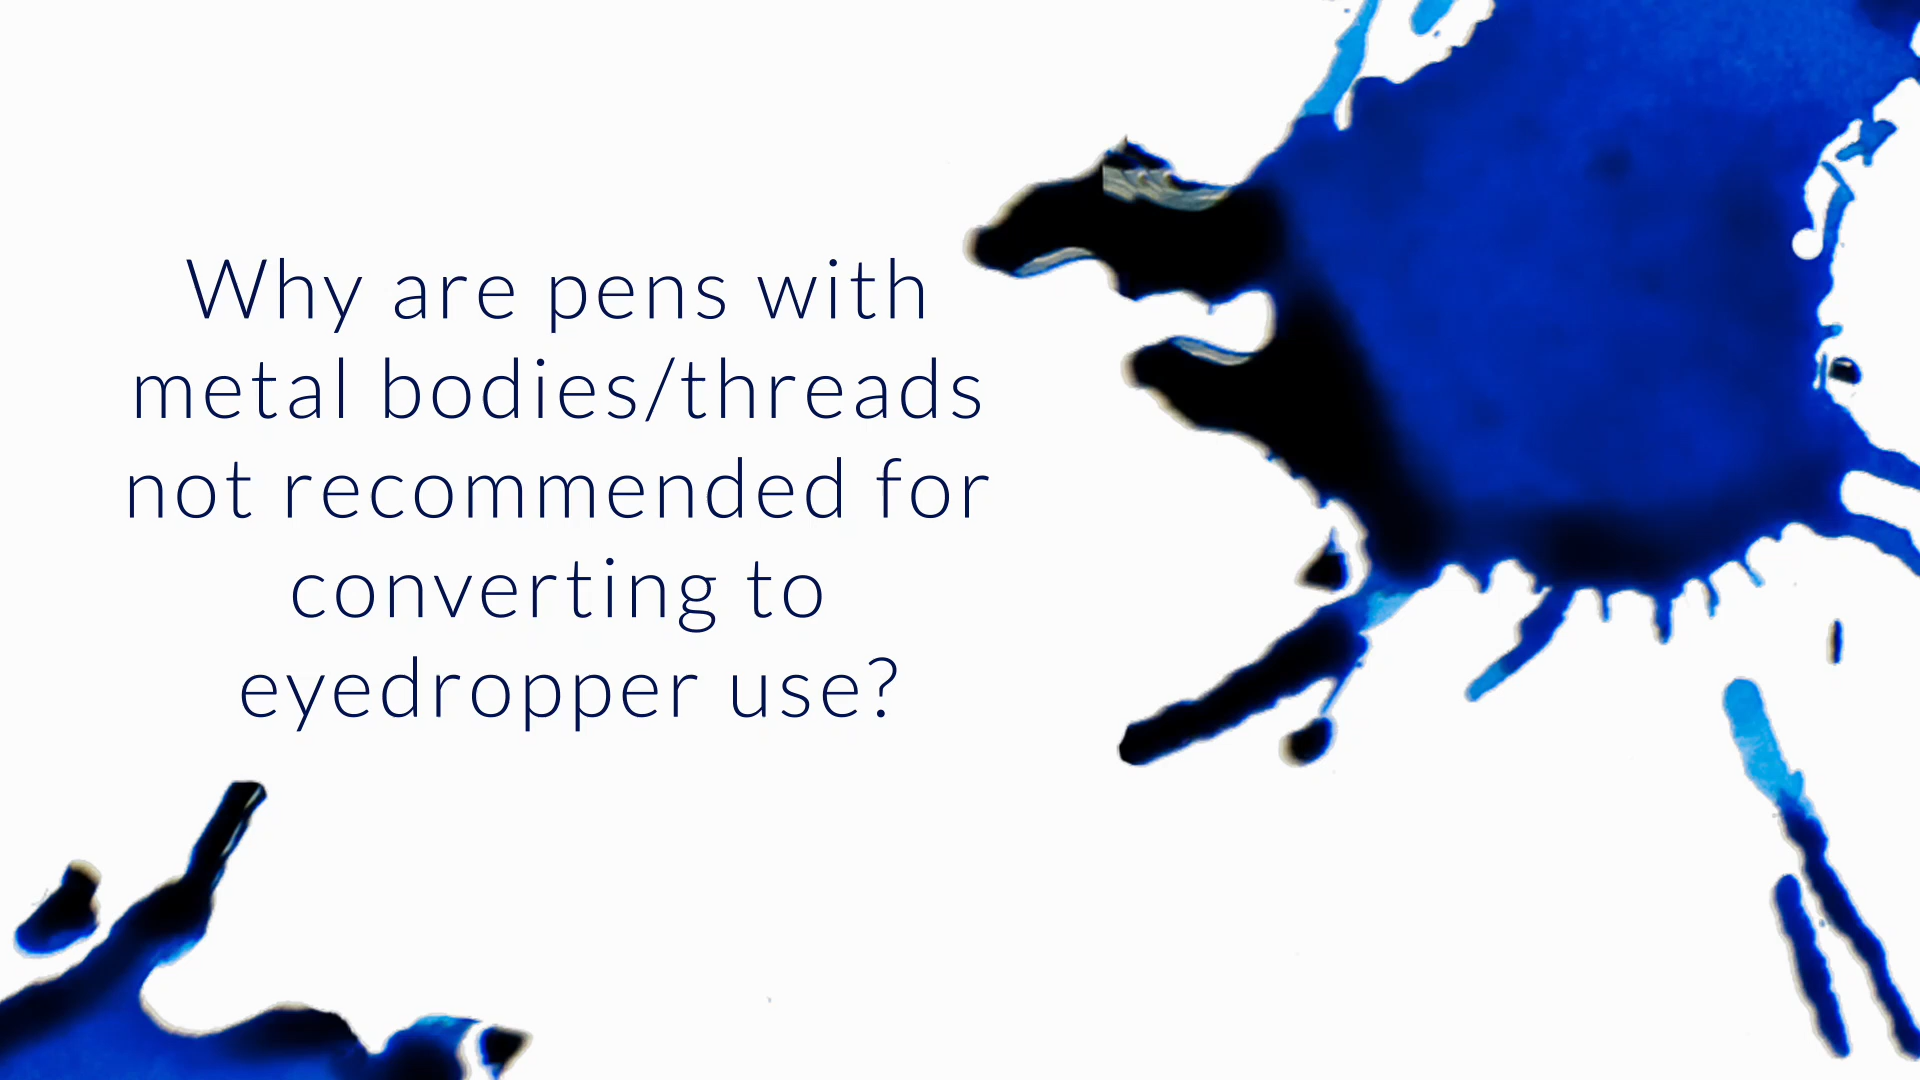 Why are pens with
metal bodies/threads
not recommended for
converting to
eyedropper use?